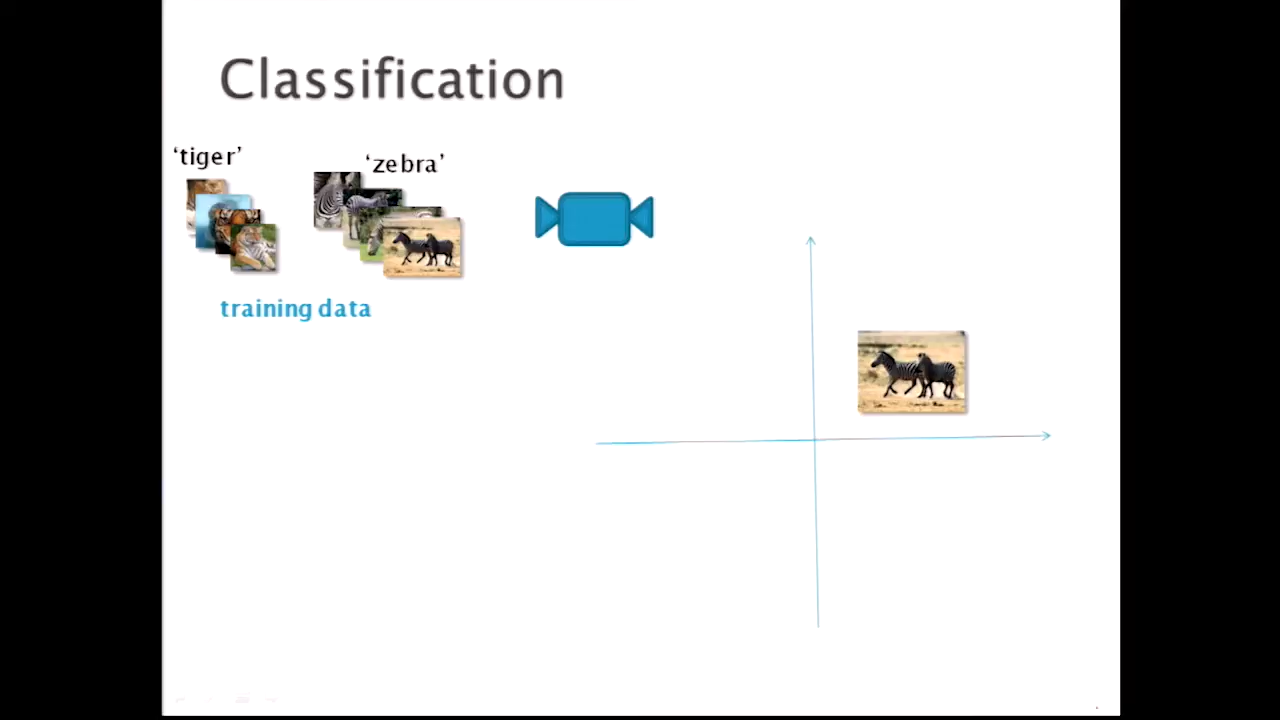 Classification
‘tiger’
‘zebra’
training data